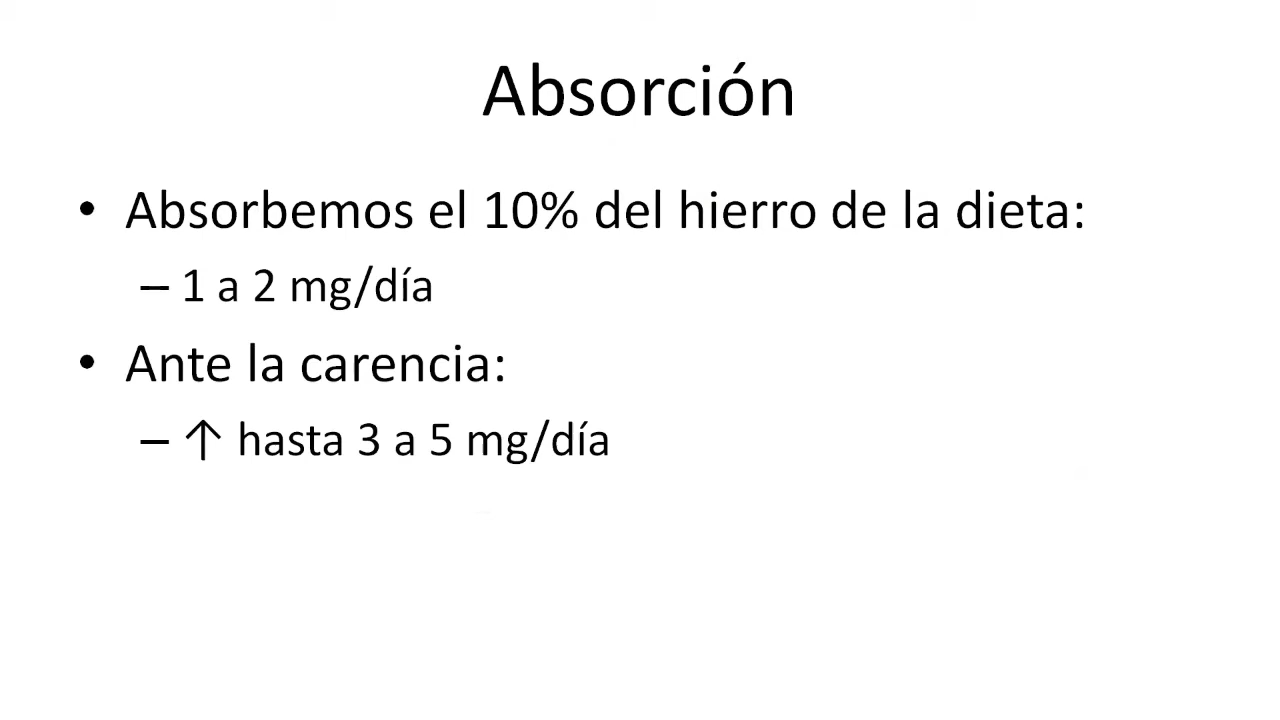 Absorción
• Absorbemos el 10% del hierro de la dieta:
– 1 a 2 mg/día
• Ante la carencia:
– ↑ hasta 3 a 5 mg/día